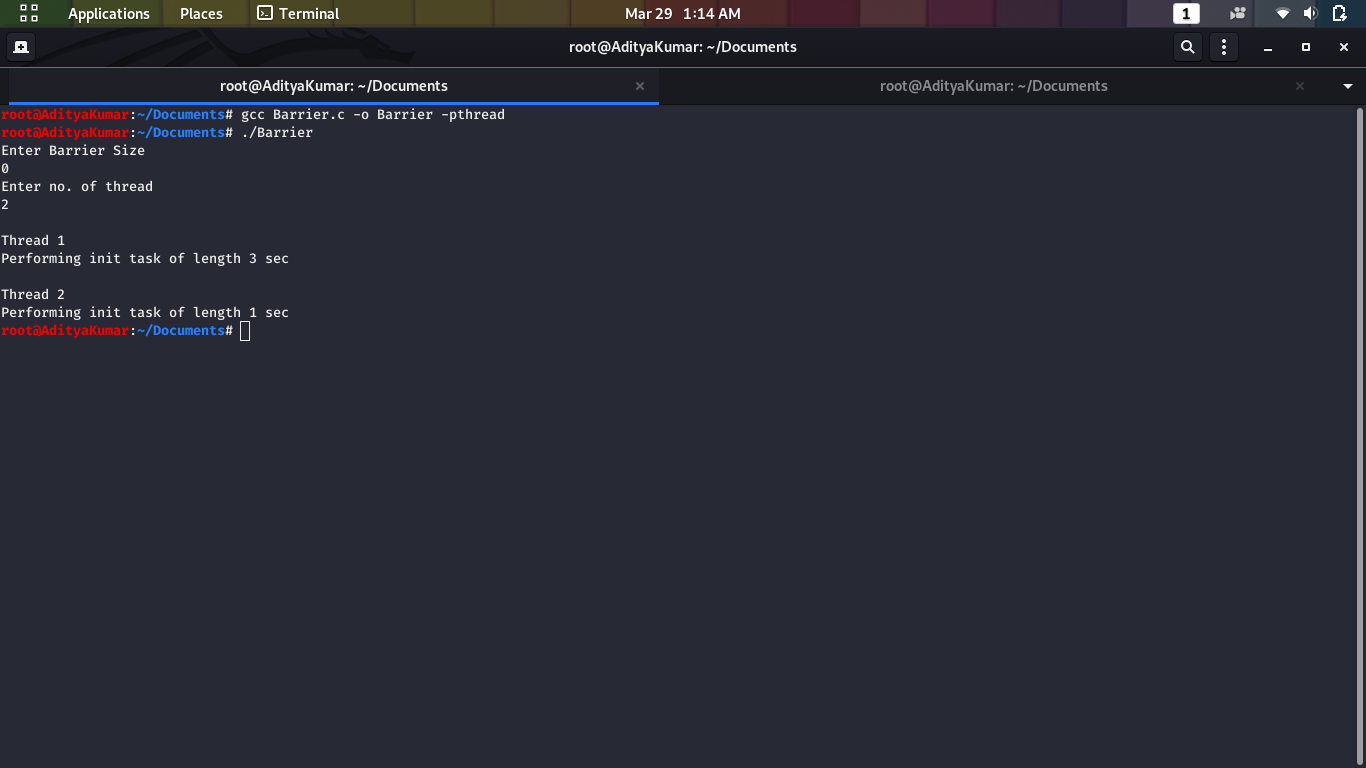 Applications Places Terminal Mar 29 1:14 AM 1
root@AdityaKumar: ~/Documents
root@AdityaKumar: ~/Documents root@AdityaKumar: ~/Documents
root@AdityaKumar:~/Documents# gcc Barrier.c -o Barrier -pthread
root@AdityaKumar:~/Documents# ./Barrier
Enter Barrier Size
0
Enter no. of thread
2
Thread 1
Performing init task of length 3 sec
Thread 2
Performing init task of length 1 sec
root@AdityaKumar:~/Documents#